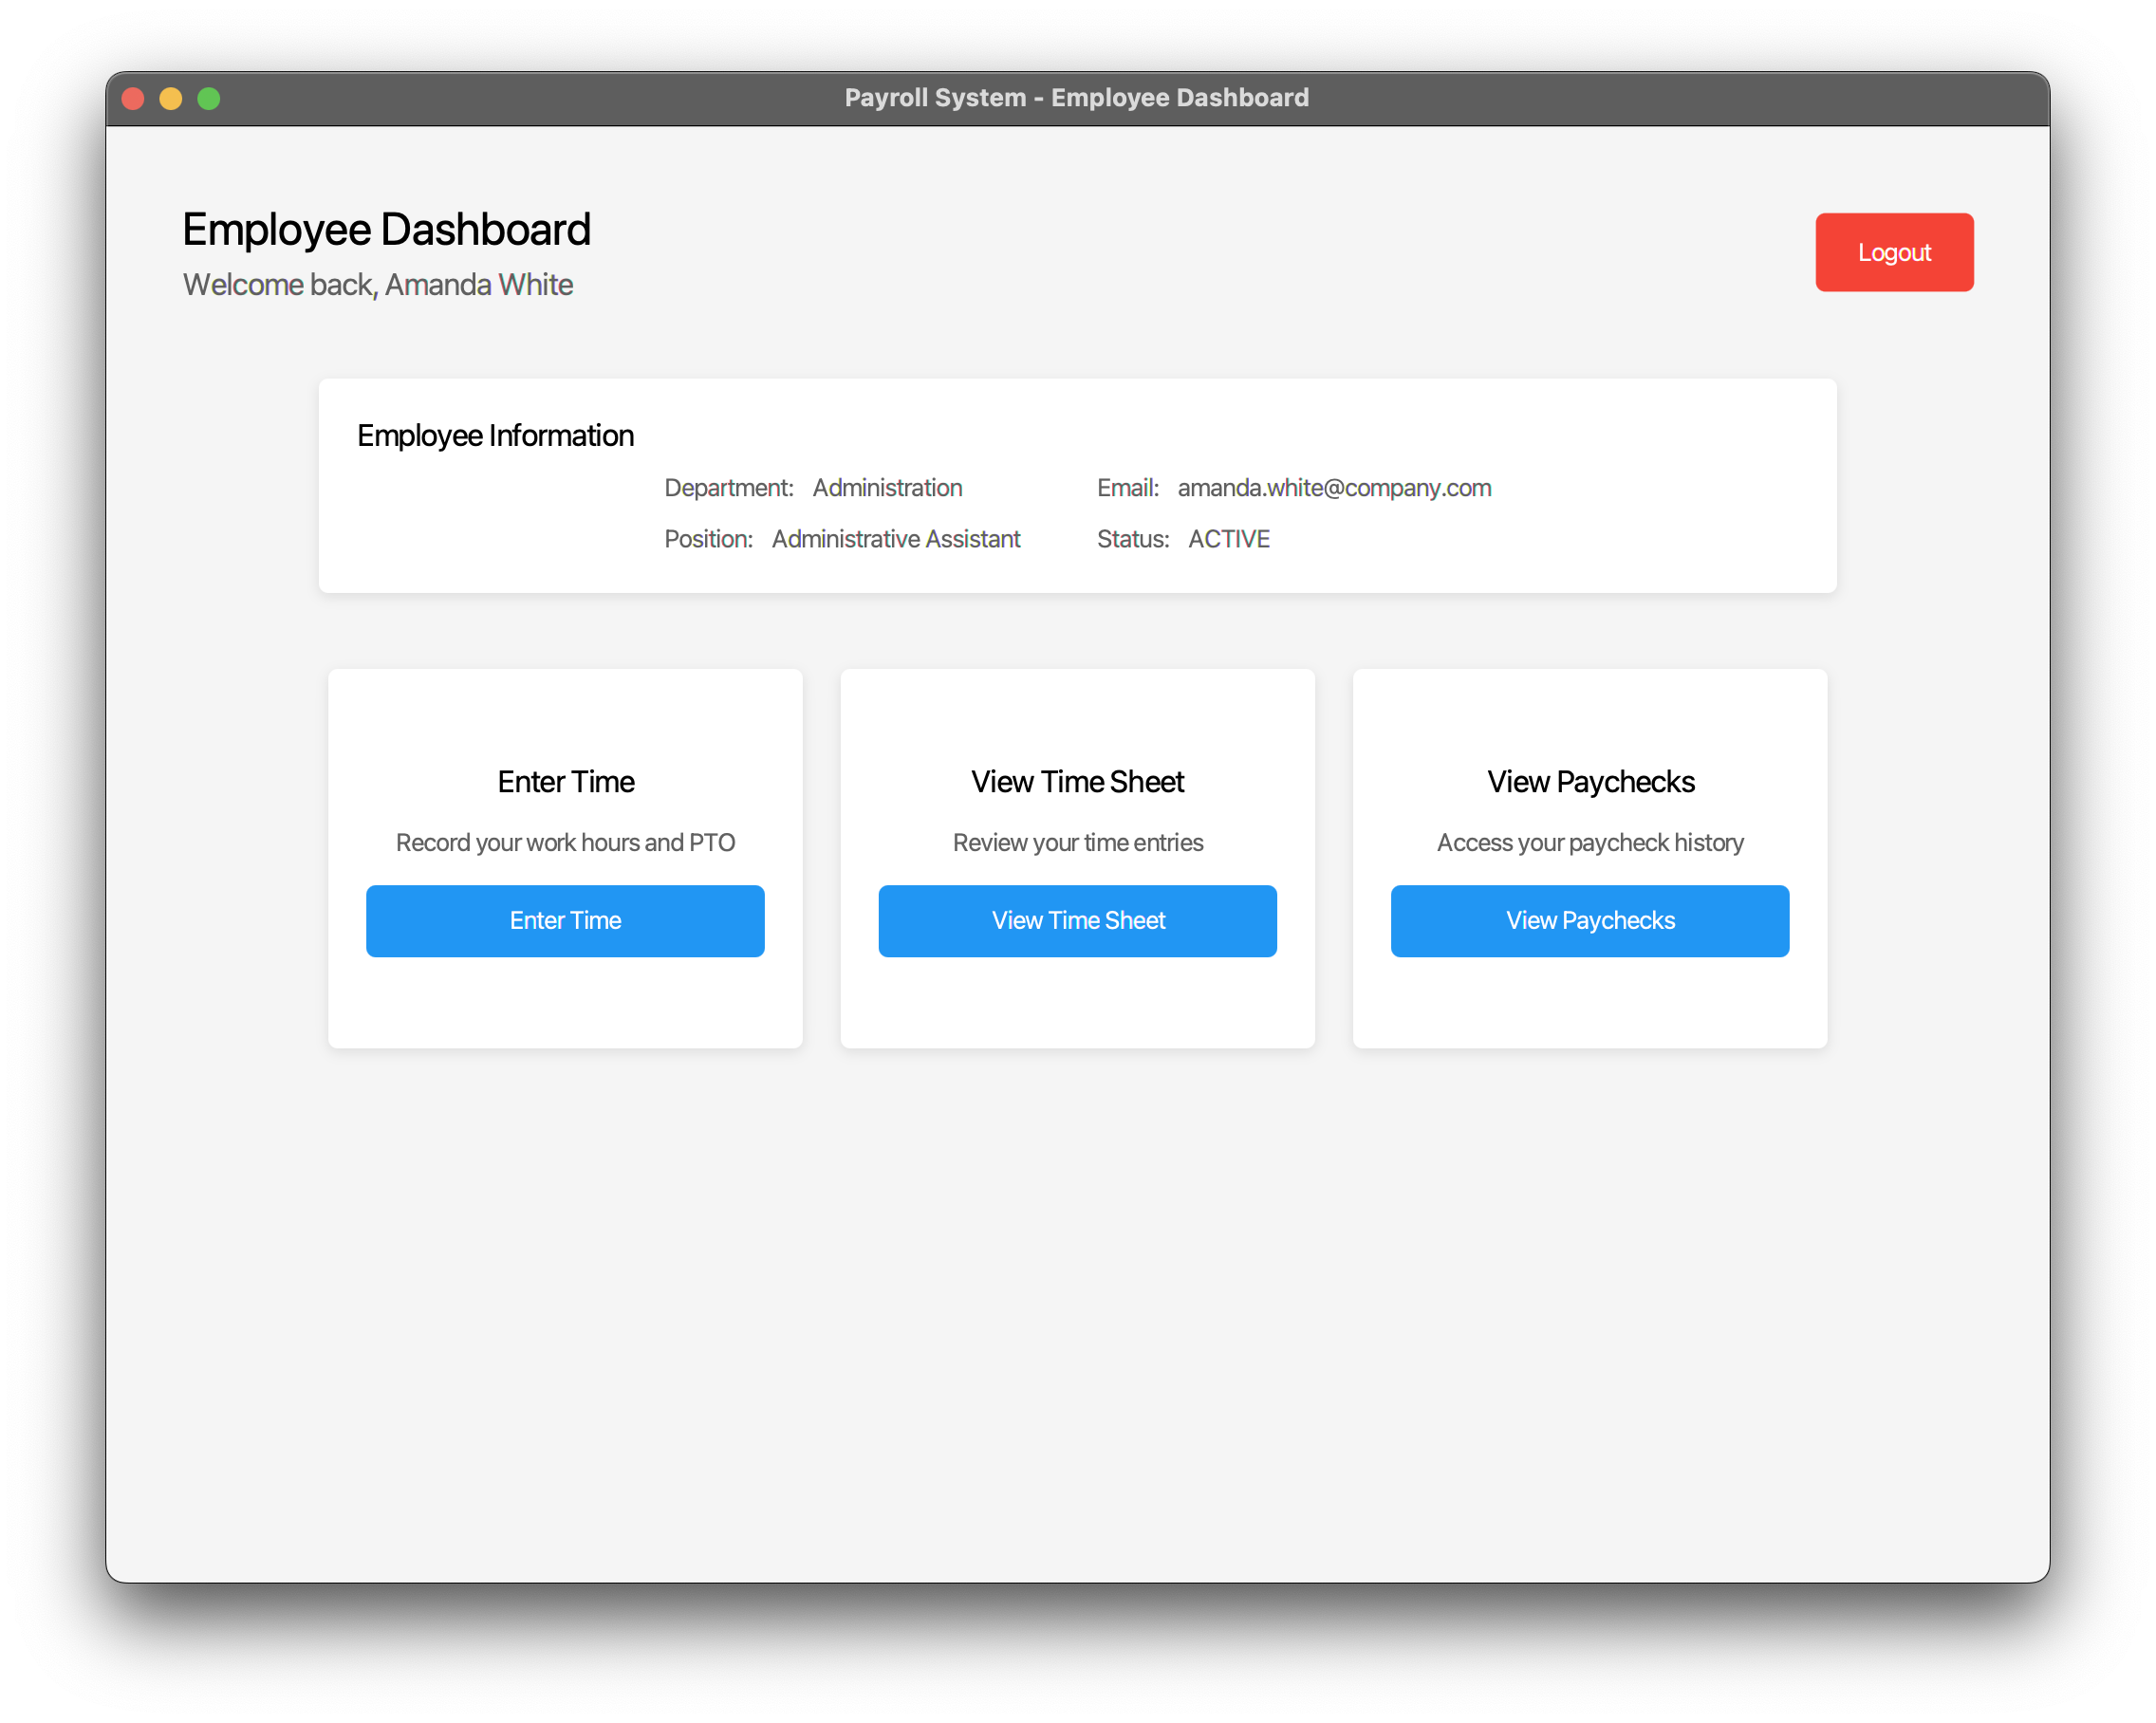 Payroll System - Employee Dashboard
Employee Dashboard
Welcome back, Amanda White
Logout
Employee Information
Department: Administration Email: amanda.white@company.com
Position: Administrative Assistant Status: ACTIVE
Enter Time
Record your work hours and PTO
Enter Time
View Time Sheet
Review your time entries
View Time Sheet
View Paychecks
Access your paycheck history
View Paychecks